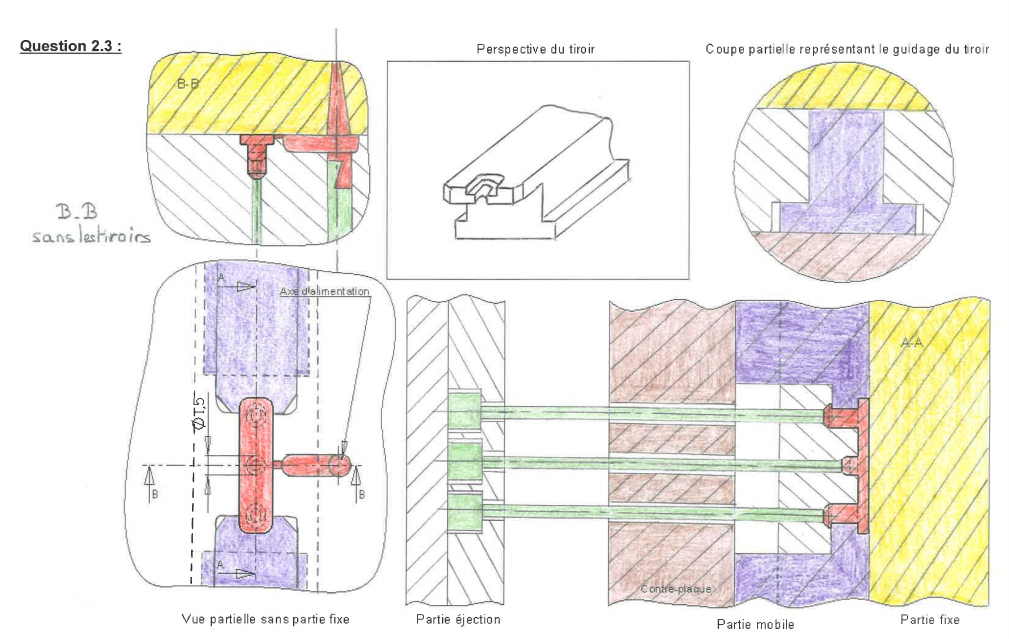 Question 2.3 :
Perspective du tiroir
Coupe partielle représentant le guidage du tiroir
B-B
B-B
sans les tiroirs
A
Axe d'alimentation
A-A
Ø1,5
B
B
A
Contre-plaque
Vue partielle sans partie fixe
Partie éjection
Partie mobile
Partie fixe